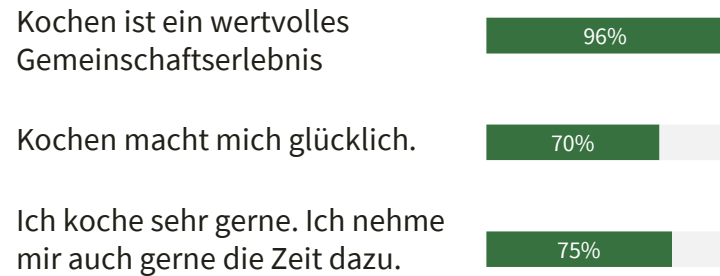 Kochen ist ein wertvolles
Gemeinschaftserlebnis
96%
Kochen macht mich glücklich.
70%
Ich koche sehr gerne. Ich nehme
mir auch gerne die Zeit dazu.
75%